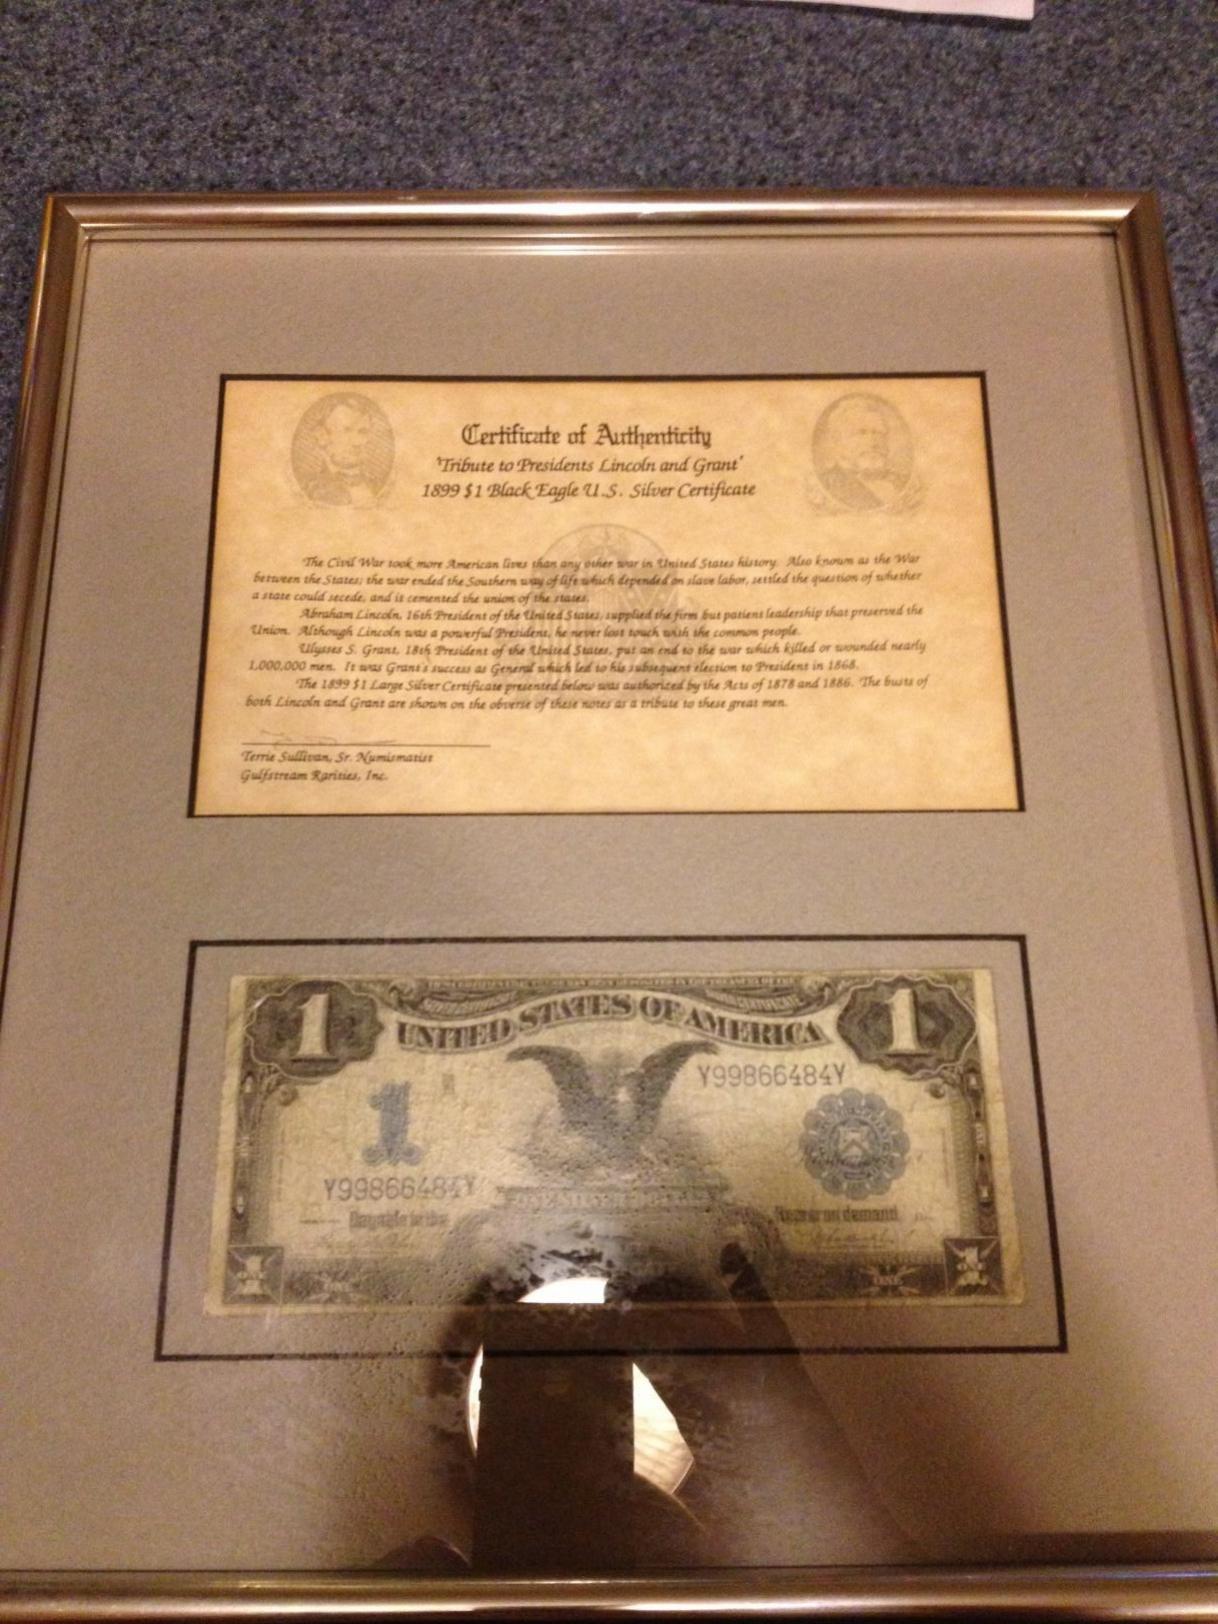 Certificate of Authenticity
'Tribute to Presidents Lincoln and Grant'
1899 $1 Black Eagle U.S. Silver Certificate
The Civil War took more American lives than any other war in United States history. Also known as the War
between the States; the war ended the Southern way of life which depended on slave labor, settled the question of whether
a state could secede, and it cemented the union of the states.
Abraham Lincoln, 16th President of the United States, supplied the firm but patient leadership that preserved the
Union. Although Lincoln was a powerful President, he never lost touch with the common people.
Ulysses S. Grant, 18th President of the United States, put an end to the war which killed or wounded nearly
1,000,000 men. It was Grant's success as General which led to his subsequent election to President in 1868.
The 1899 $1 Large Silver Certificate presented below was authorized by the Acts of 1878 and 1886. The busts of
both Lincoln and Grant are shown on the obverse of these notes as a tribute to these great men.
Terrie Sullivan, Sr. Numismatist
Gulfstream Rarities, Inc.
1 1
UNITED STATES OF AMERICA
Y99866484Y
1
Y99866484Y
Payable to the on demand
1 ONE ONE 1